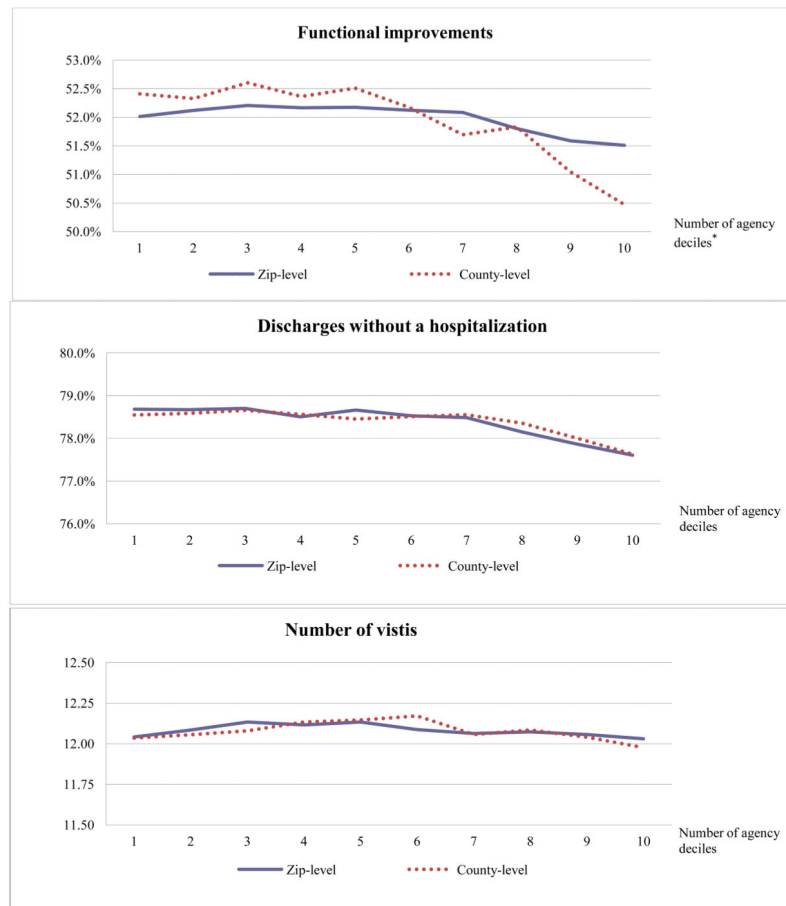 Functional improvements
53.0%
52.5%
52.0%
51.5%
51.0%
50.5%
50.0%
1 2 3 4 5 6 7 8 9 10
Number of agency
deciles*
Zip-level County-level
Discharges without a hospitalization
80.0%
79.0%
78.0%
77.0%
76.0%
1 2 3 4 5 6 7 8 9 10
Number of agency
deciles
Zip-level County-level
Number of vistis
12.50
12.25
12.00
11.75
11.50
1 2 3 4 5 6 7 8 9 10
Number of agency
deciles
Zip-level County-level